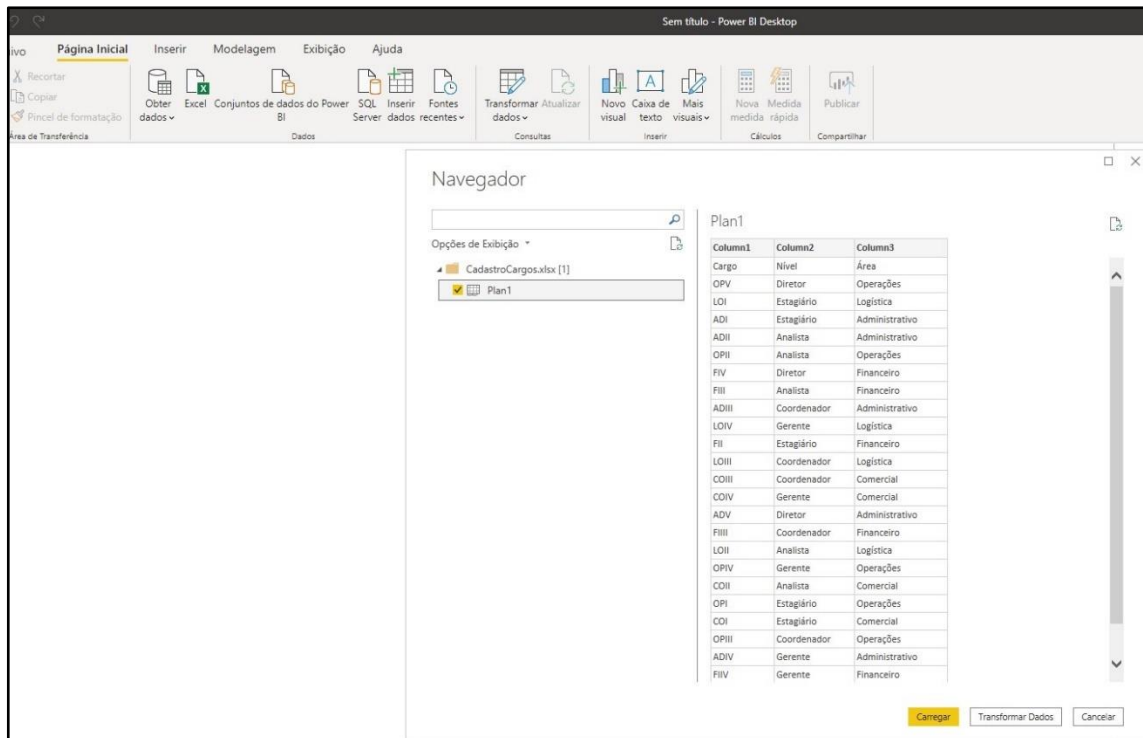 Sem título - Power BI Desktop
ivo Página Inicial Inserir Modelagem Exibição Ajuda
Recortar
Copiar
Pincel de formatação
Área de Transferência
Obter dados
Excel
Conjuntos de dados do Power BI
SQL Server
Inserir dados
Fontes recentes
Dados
Transformar dados
Atualizar
Consultas
Novo visual
Caixa de texto
Mais visuais
Inserir
Nova medida
Medida rápida
Cálculos
Publicar
Compartilhar
Navegador
Opções de Exibição
CadastroCargos.xlsx [1]
Plan1
Plan1
Column1 Column2 Column3
Cargo Nível Área
OPV Diretor Operações
LOI Estagiário Logística
ADI Estagiário Administrativo
ADII Analista Administrativo
OPII Analista Operações
FIV Diretor Financeiro
FIII Analista Financeiro
ADIII Coordenador Administrativo
LOIV Gerente Logística
FII Estagiário Financeiro
LOIII Coordenador Logística
COIII Coordenador Comercial
COIV Gerente Comercial
ADV Diretor Administrativo
FIIII Coordenador Financeiro
LOII Analista Logística
OPIV Gerente Operações
COII Analista Comercial
OPI Estagiário Operações
COI Estagiário Comercial
OPIII Coordenador Operações
ADIV Gerente Administrativo
FIIV Gerente Financeiro
Carregar Transformar Dados Cancelar